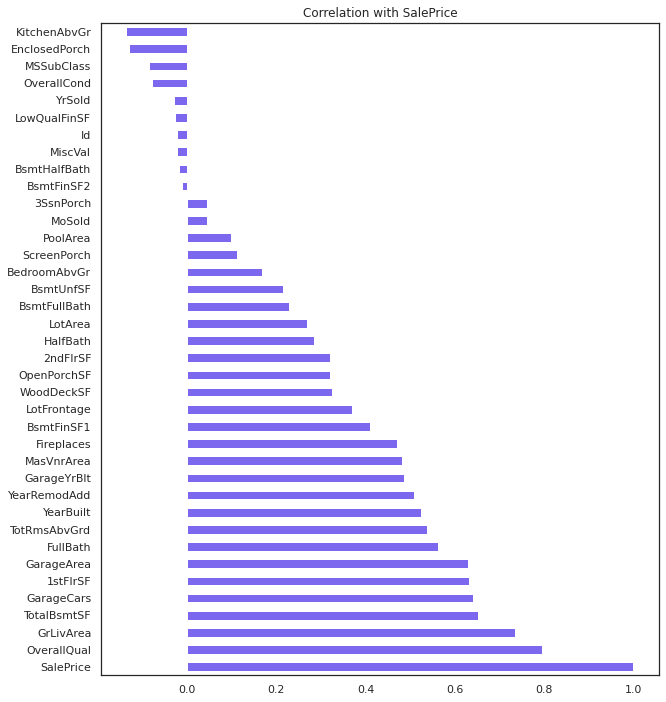 Correlation with SalePrice
KitchenAbvGr
EnclosedPorch
MSSubClass
OverallCond
YrSold
LowQualFinSF
Id
MiscVal
BsmtHalfBath
BsmtFinSF2
3SsnPorch
MoSold
PoolArea
ScreenPorch
BedroomAbvGr
BsmtUnfSF
BsmtFullBath
LotArea
HalfBath
2ndFlrSF
OpenPorchSF
WoodDeckSF
LotFrontage
BsmtFinSF1
Fireplaces
MasVnrArea
GarageYrBlt
YearRemodAdd
YearBuilt
TotRmsAbvGrd
FullBath
GarageArea
1stFlrSF
GarageCars
TotalBsmtSF
GrLivArea
OverallQual
SalePrice
0.0 0.2 0.4 0.6 0.8 1.0